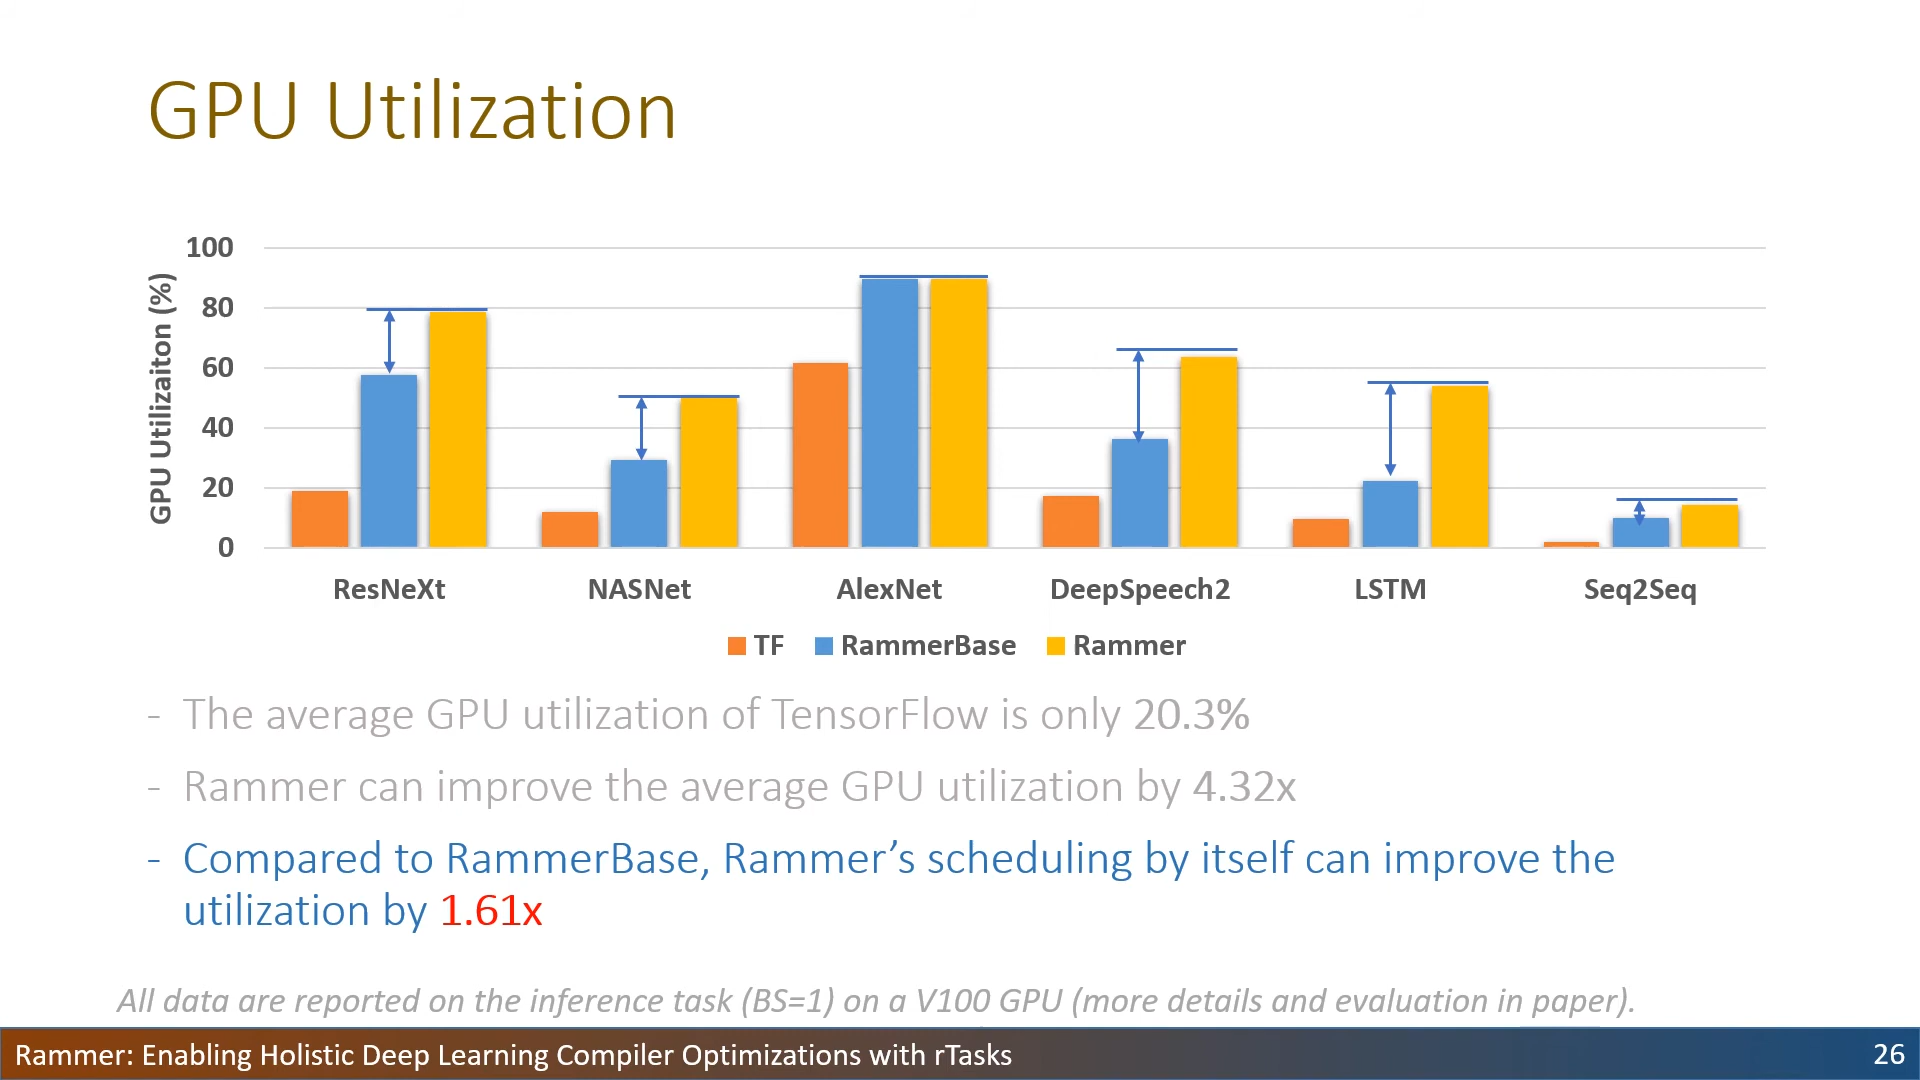 GPU Utilization
GPU Utilizaiton (%)
100
80
60
40
20
0
ResNeXt NASNet AlexNet DeepSpeech2 LSTM Seq2Seq
TF RammerBase Rammer
- The average GPU utilization of TensorFlow is only 20.3%
- Rammer can improve the average GPU utilization by 4.32x
- Compared to RammerBase, Rammer’s scheduling by itself can improve the
utilization by 1.61x
All data are reported on the inference task (BS=1) on a V100 GPU (more details and evaluation in paper).
Rammer: Enabling Holistic Deep Learning Compiler Optimizations with rTasks 26